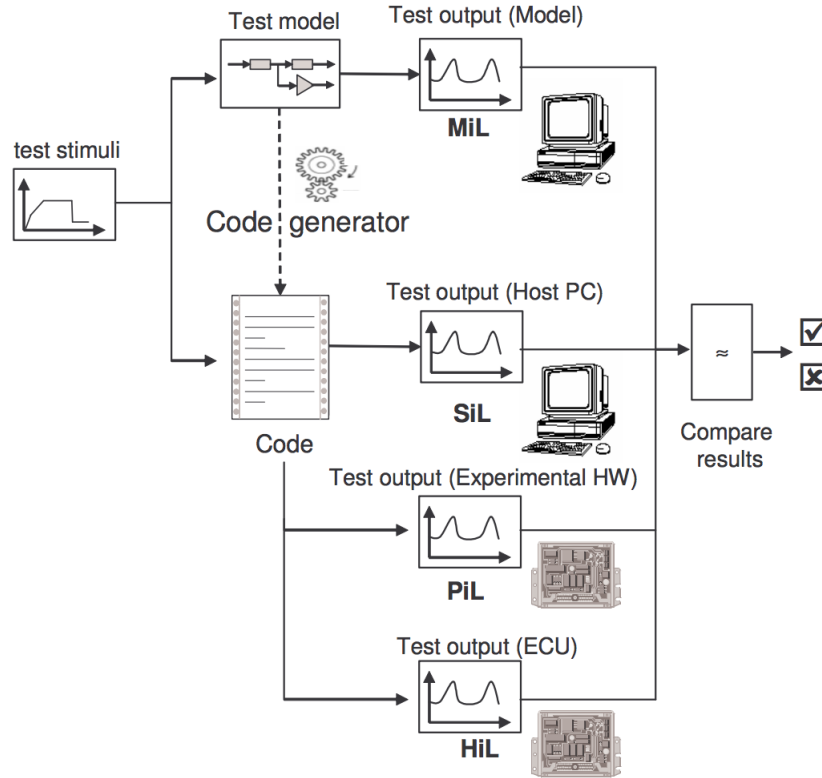 Test model
Test output (Model)
MiL
test stimuli
Code generator
Test output (Host PC)
SiL
≈
Code
Compare
results
Test output (Experimental HW)
PiL
Test output (ECU)
HiL